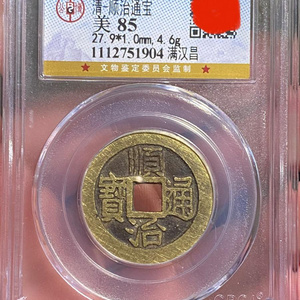 清-顺治通宝
美 85
27.9*1.0mm, 4.6g
1112751904 满汉昌
★ 文物鉴定委员会监制 ★
順
寶 通
治